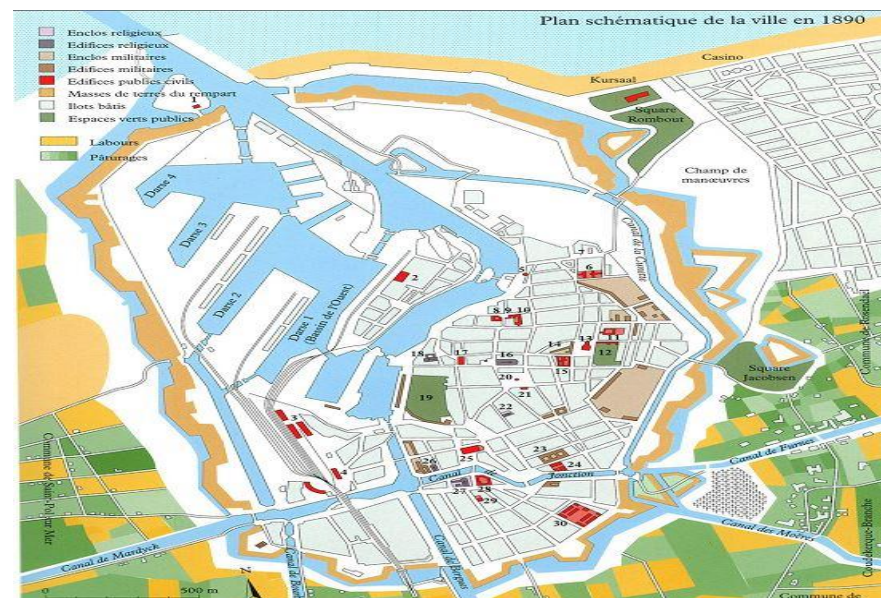 Plan schématique de la ville en 1890
Enclos religieux
Edifices religieux
Enclos militaires
Edifices militaires
Edifices publics civils
Masses de terres du rempart
Ilots bâtis
Espaces verts publics
Labours
Pâturages
Casino
Kursaal
Square
Rombout
Champ de
manœuvres
Canal de la Cunette
Darse 4
Darse 3
Darse 2
Darse 1
(Bassin de l'Ouest)
1
2
3
4
5
6
7
8 9 10
11
12
13
14
15
16
17
18
19
20
21
22
23
24
25
26
27
28
29
30
Square
Jacobsen
Commune de Rosendael
Commune de Saint-Pol sur Mer
Canal de Furnes
Canal
Jonction
Canal des Moëres
Coudekerque-Branche
Canal de Mardyck
Canal de Bergues
0
500 m
N
Commune de